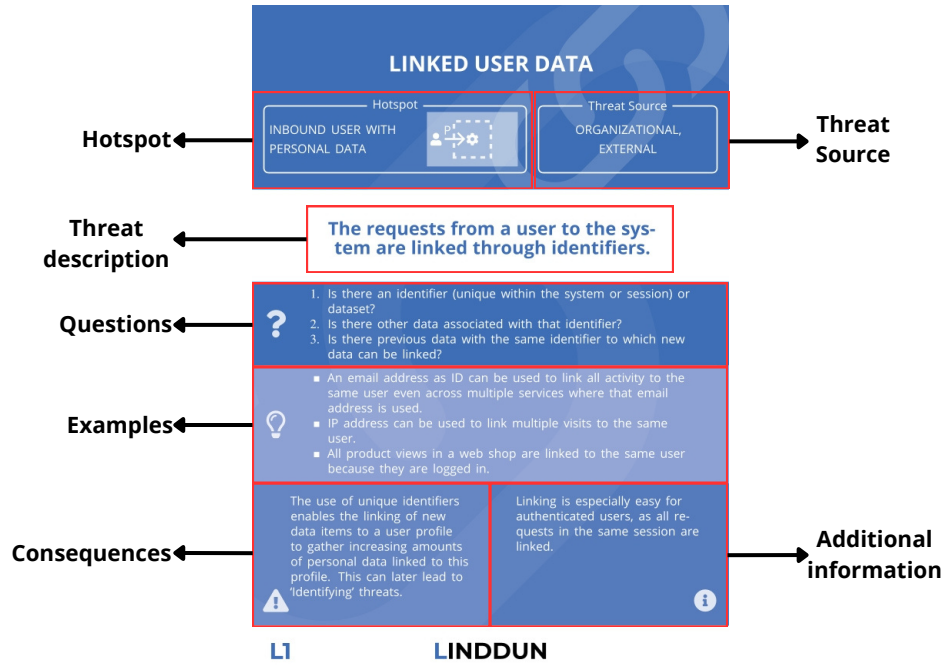 LINKED USER DATA
Hotspot
INBOUND USER WITH
PERSONAL DATA
P
Threat Source
ORGANIZATIONAL,
EXTERNAL
Hotspot
Threat
Source
Threat
description
The requests from a user to the sys-
tem are linked through identifiers.
Questions
1. Is there an identifier (unique within the system or session) or
dataset?
2. Is there other data associated with that identifier?
3. Is there previous data with the same identifier to which new
data can be linked?
?
Examples
▪ An email address as ID can be used to link all activity to the
same user even across multiple services where that email
address is used.
▪ IP address can be used to link multiple visits to the same
user.
▪ All product views in a web shop are linked to the same user
because they are logged in.
Consequences
The use of unique identifiers
enables the linking of new
data items to a user profile
to gather increasing amounts
of personal data linked to this
profile. This can later lead to
‘Identifying’ threats.
Linking is especially easy for
authenticated users, as all re-
quests in the same session are
linked.
Additional
information
L1
LINDDUN